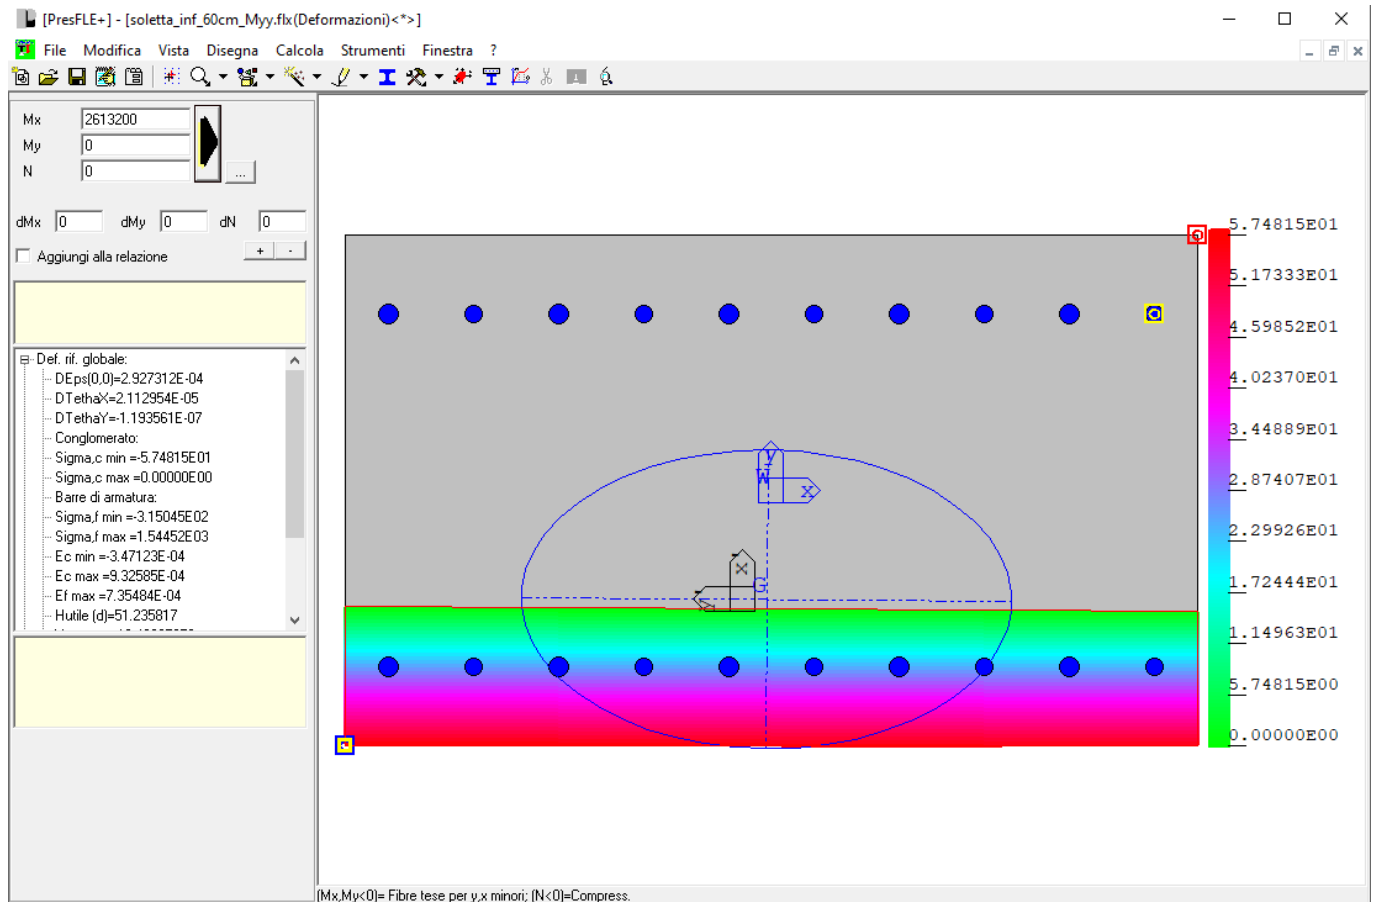 [PresFLE+] - [soletta_inf_60cm_Myy.flx(Deformazioni)<*>]
File Modifica Vista Disegna Calcola Strumenti Finestra ?
Mx 2613200
My 0
N 0
...
dMx 0 dMy 0 dN 0
Aggiungi alla relazione + -
Def. rif. globale:
DEps(0,0)=2.927312E-04
DTethaX=2.112954E-05
DTethaY=-1.193561E-07
Conglomerato:
Sigma,c min =-5.74815E01
Sigma,c max =0.00000E00
Barre di armatura:
Sigma,f min =-3.15045E02
Sigma,f max =1.54452E03
Ec min =-3.47123E-04
Ec max =9.32585E-04
Ef max =7.35484E-04
Hutile (d)=51.235817
y
W
x
x
G
5.74815E01
5.17333E01
4.59852E01
4.02370E01
3.44889E01
2.87407E01
2.29926E01
1.72444E01
1.14963E01
5.74815E00
0.00000E00
(Mx,My<0)= Fibre tese per y,x minori; (N<0)=Compress.